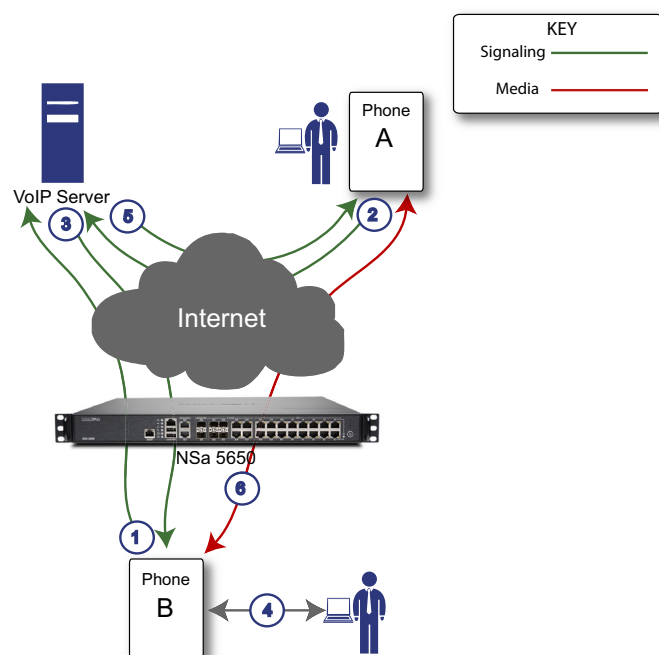 KEY
Signaling
Media
Phone
A
VoIP Server
3
5
2
Internet
NSa 5650
6
1
Phone
B
4